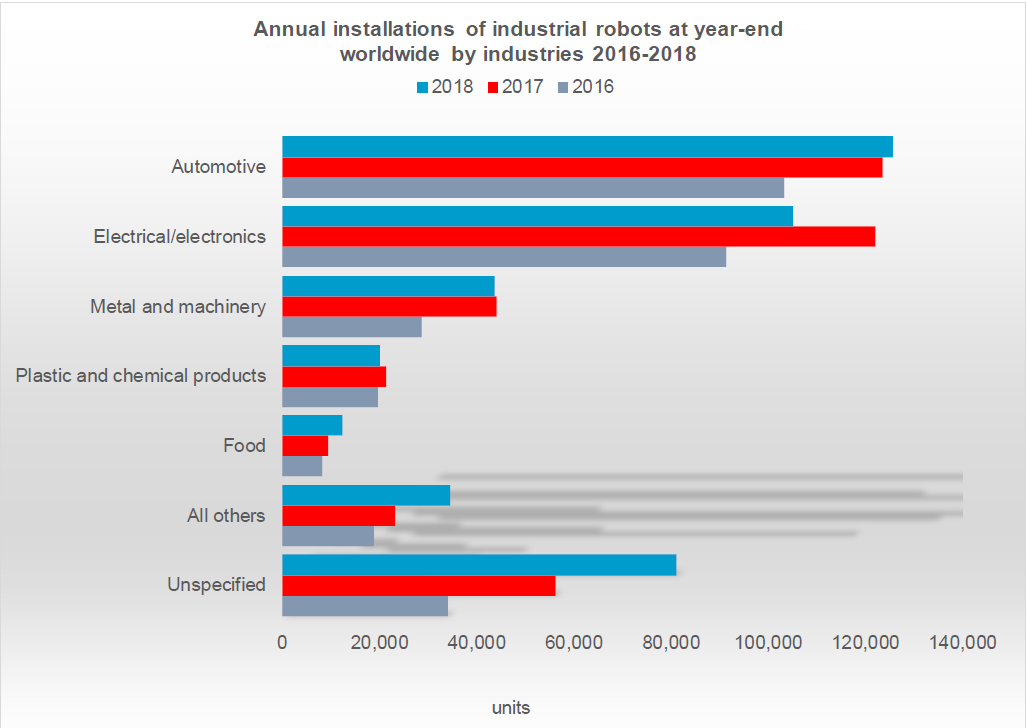 Annual installations of industrial robots at year-end
worldwide by industries 2016-2018
2018 2017 2016
Automotive
Electrical/electronics
Metal and machinery
Plastic and chemical products
Food
All others
Unspecified
0 20,000 40,000 60,000 80,000 100,000 120,000 140,000
units